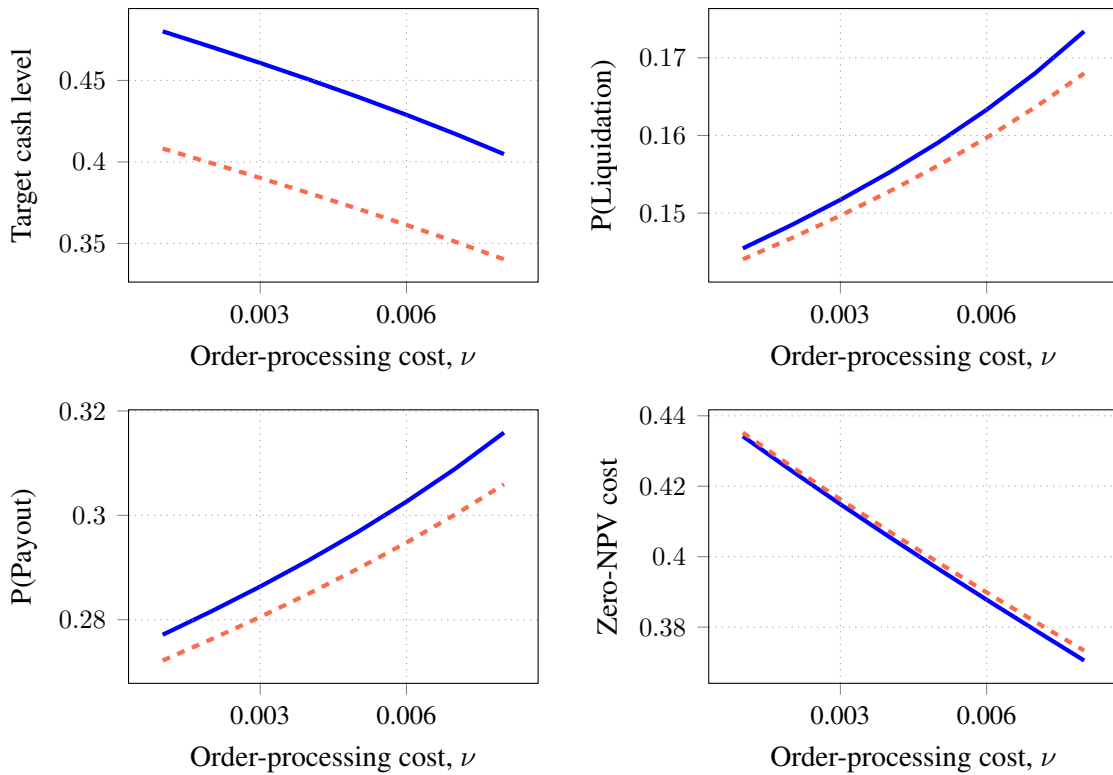 Target cash level
0.45
0.4
0.35
0.003 0.006
Order-processing cost, ν
P(Liquidation)
0.17
0.16
0.15
0.003 0.006
Order-processing cost, ν
P(Payout)
0.32
0.3
0.28
0.003 0.006
Order-processing cost, ν
Zero-NPV cost
0.44
0.42
0.4
0.38
0.003 0.006
Order-processing cost, ν